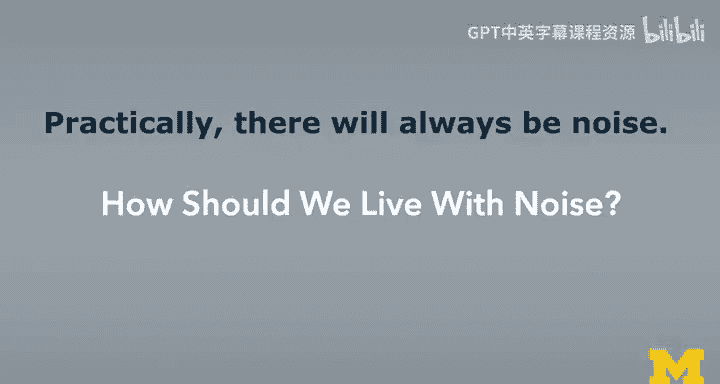 GPT中英字幕课程资源 bilibili
Practically, there will always be noise.
How Should We Live With Noise?
M